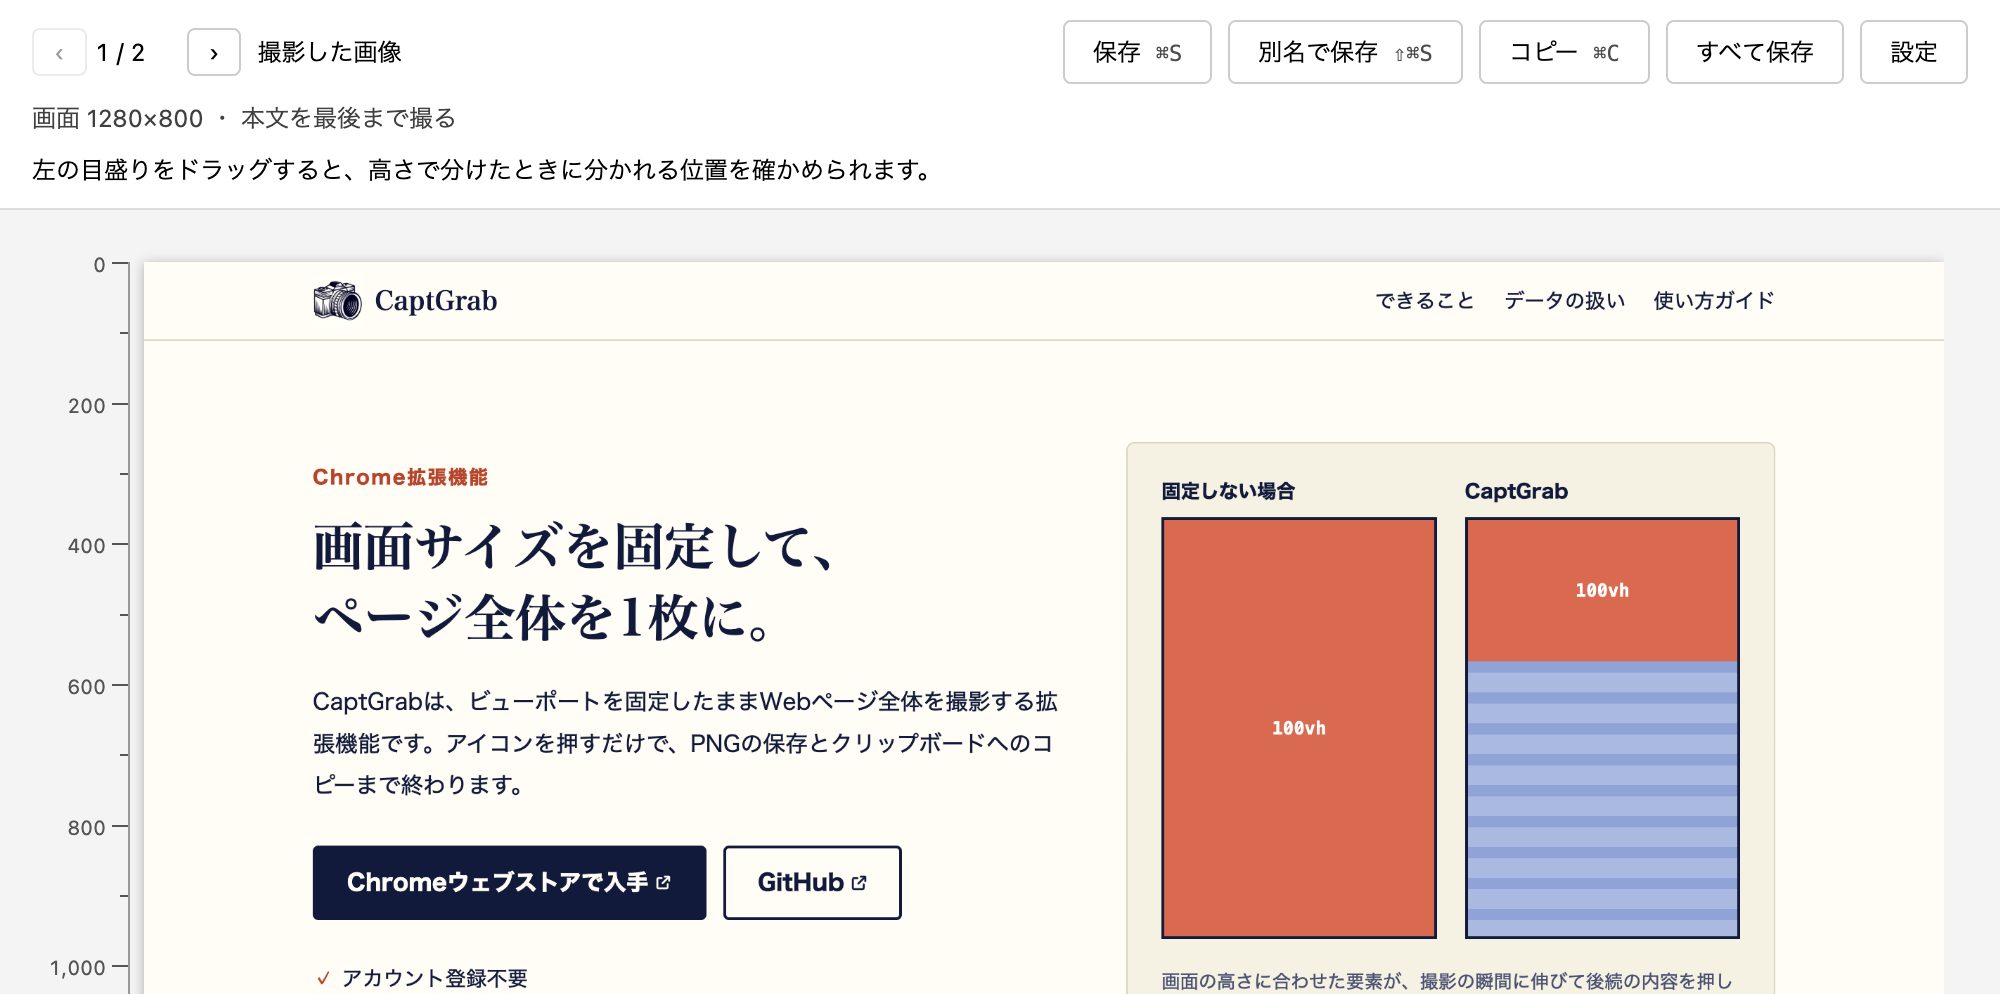 ‹ 1 / 2 › 撮影した画像
保存 ⌘S 別名で保存 ⇧⌘S コピー ⌘C すべて保存 設定
画面 1280×800 ・ 本文を最後まで撮る
左の目盛りをドラッグすると、高さで分けたときに分かれる位置を確かめられます。
0
200
400
600
800
1,000
CaptGrab
できること データの扱い 使い方ガイド
Chrome拡張機能
画面サイズを固定して、
ページ全体を1枚に。
CaptGrabは、ビューポートを固定したままWebページ全体を撮影する拡
張機能です。アイコンを押すだけで、PNGの保存とクリップボードへのコ
ピーまで終わります。
Chromeウェブストアで入手
GitHub
✓ アカウント登録不要
固定しない場合
100vh
CaptGrab
100vh
画面の高さに合わせた要素が、撮影の瞬間に伸びて後続の内容を押し